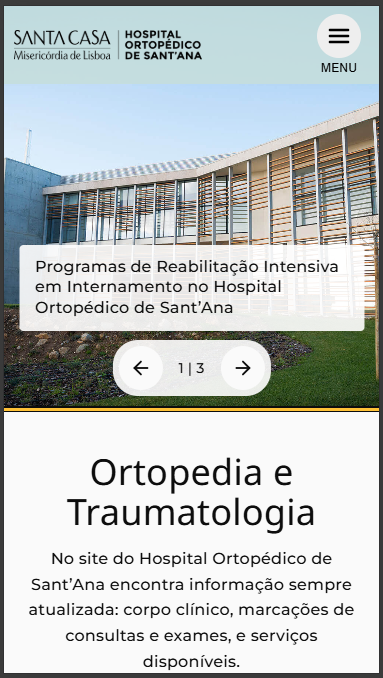 SANTA CASA
Misericórdia de Lisboa
HOSPITAL
ORTOPÉDICO
DE SANT'ANA
MENU
Programas de Reabilitação Intensiva
em Internamento no Hospital
Ortopédico de Sant’Ana
1 | 3
Ortopedia e
Traumatologia
No site do Hospital Ortopédico de
Sant’Ana encontra informação sempre
atualizada: corpo clínico, marcações de
consultas e exames, e serviços
disponíveis.